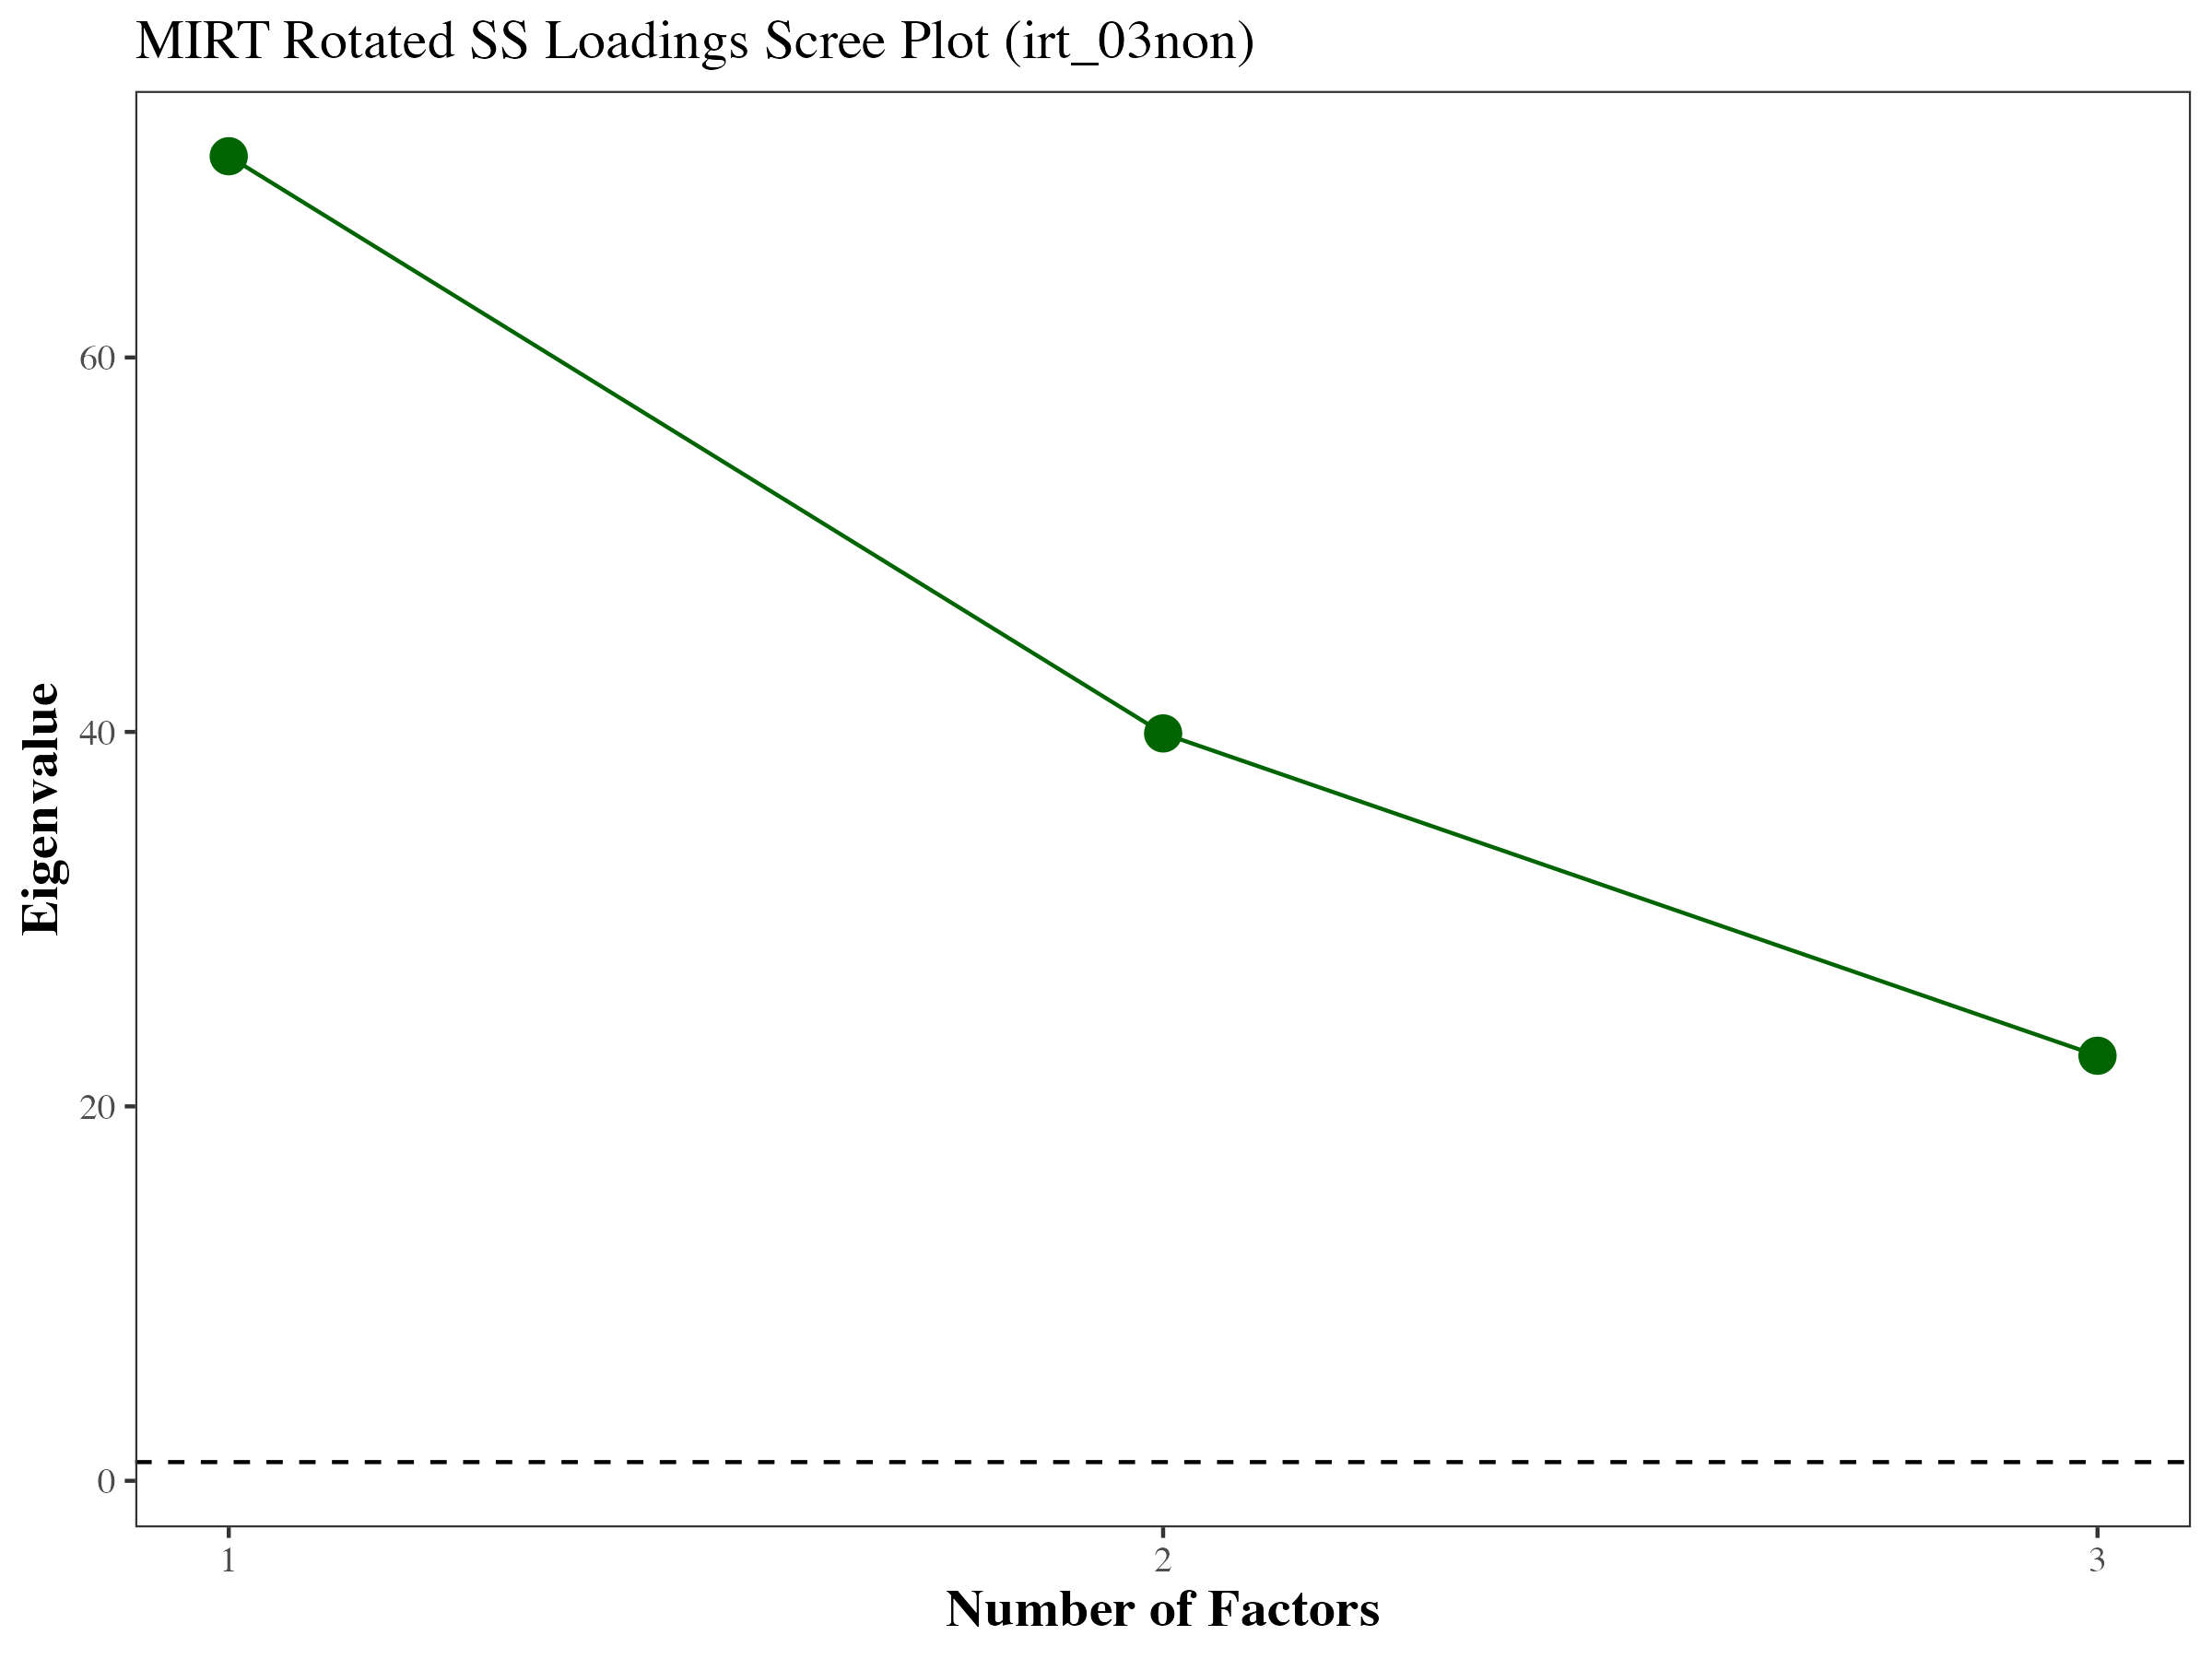 MIRT Rotated SS Loadings Scree Plot (irt_03non)
Eigenvalue
60
40
20
0
1 2 3
Number of Factors